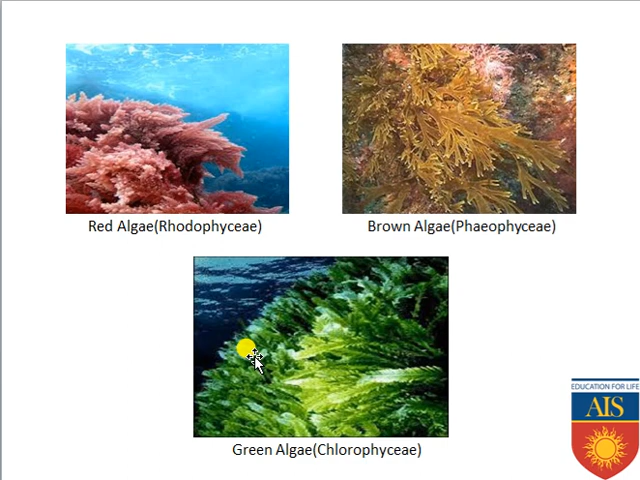 Red Algae(Rhodophyceae)
Brown Algae(Phaeophyceae)
Green Algae(Chlorophyceae)
EDUCATION FOR LIFE
AIS